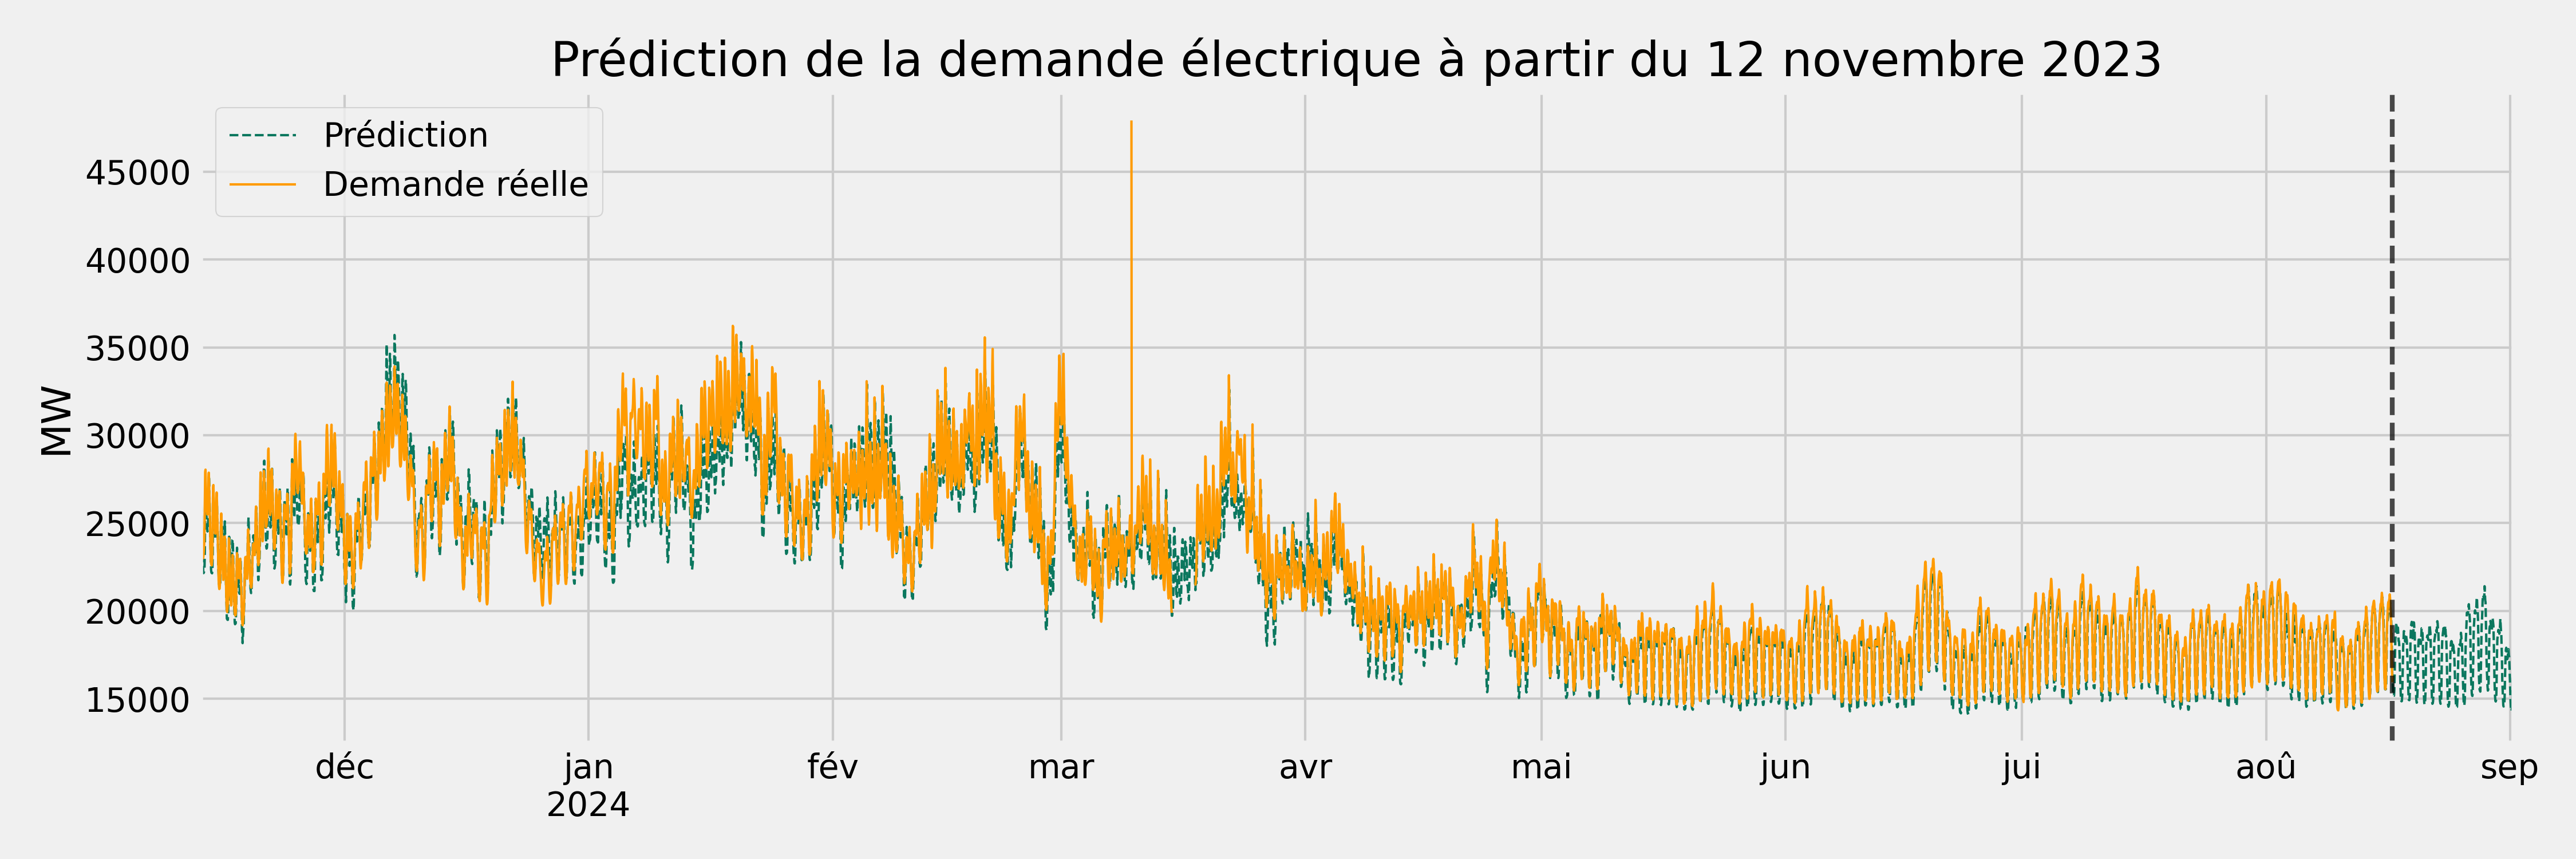 Prédiction de la demande électrique à partir du 12 novembre 2023
Prédiction
Demande réelle
45000
40000
35000
30000
25000
20000
15000
MW
déc
jan
2024
fév
mar
avr
mai
jun
jui
aoû
sep